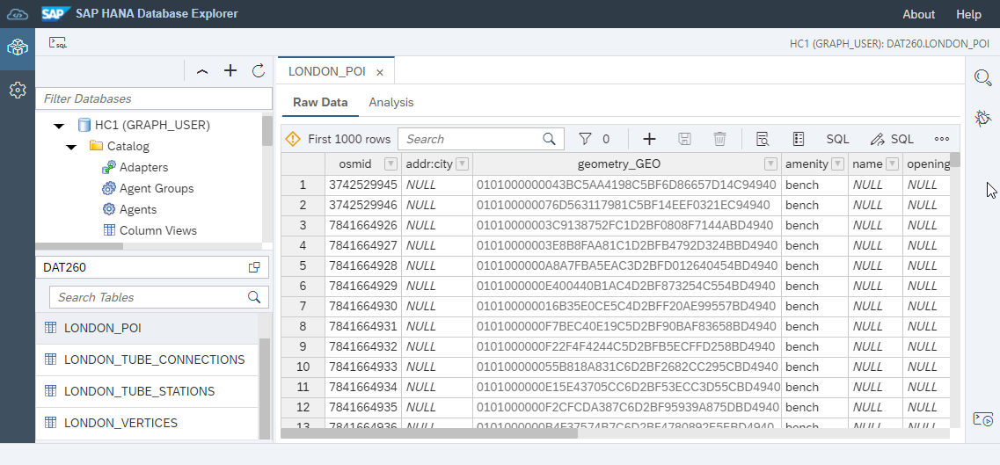 SAP SAP HANA Database Explorer About Help
SQL HC1 (GRAPH_USER): DAT260.LONDON_POI
LONDON_POI ×
Filter Databases
HC1 (GRAPH_USER)
Catalog
Adapters
Agent Groups
Agents
Column Views
DAT260
Search Tables
LONDON_POI
LONDON_TUBE_CONNECTIONS
LONDON_TUBE_STATIONS
LONDON_VERTICES
Raw Data Analysis
First 1000 rows Search 0 SQL SQL
osmid addr:city geometry_GEO amenity name opening
1 3742529945 NULL 0101000000043BC5AA4198C5BF6D86657D14C94940 bench NULL NULL
2 3742529946 NULL 010100000076D563117981C5BF14EEF0321EC94940 bench NULL NULL
3 7841664926 NULL 01010000003C9138752FC1D2BF0808F7144ABD4940 bench NULL NULL
4 7841664927 NULL 01010000003E8B8FAA81C1D2BFB4792D324BBD4940 bench NULL NULL
5 7841664928 NULL 0101000000A8A7FBA5EAC3D2BFD012640454BD4940 bench NULL NULL
6 7841664929 NULL 0101000000E400440B1AC4D2BF873254C554BD4940 bench NULL NULL
7 7841664930 NULL 010100000016B35E0CE5C4D2BFF20AE99557BD4940 bench NULL NULL
8 7841664931 NULL 0101000000F7BEC40E19C5D2BF90BAF83658BD4940 bench NULL NULL
9 7841664932 NULL 0101000000F22F4F4244C5D2BFB5ECFFD258BD4940 bench NULL NULL
10 7841664933 NULL 010100000055B818A831C6D2BF2682CC295CBD4940 bench NULL NULL
11 7841664934 NULL 0101000000E15E43705CC6D2BF53ECC3D55CBD4940 bench NULL NULL
12 7841664935 NULL 0101000000F2CFCDA387C6D2BF95939A875DBD4940 bench NULL NULL
13 7841664936 NULL 0101000000B4F37574B7C6D2BF4780892F5FBD4940 bench NULL NULL